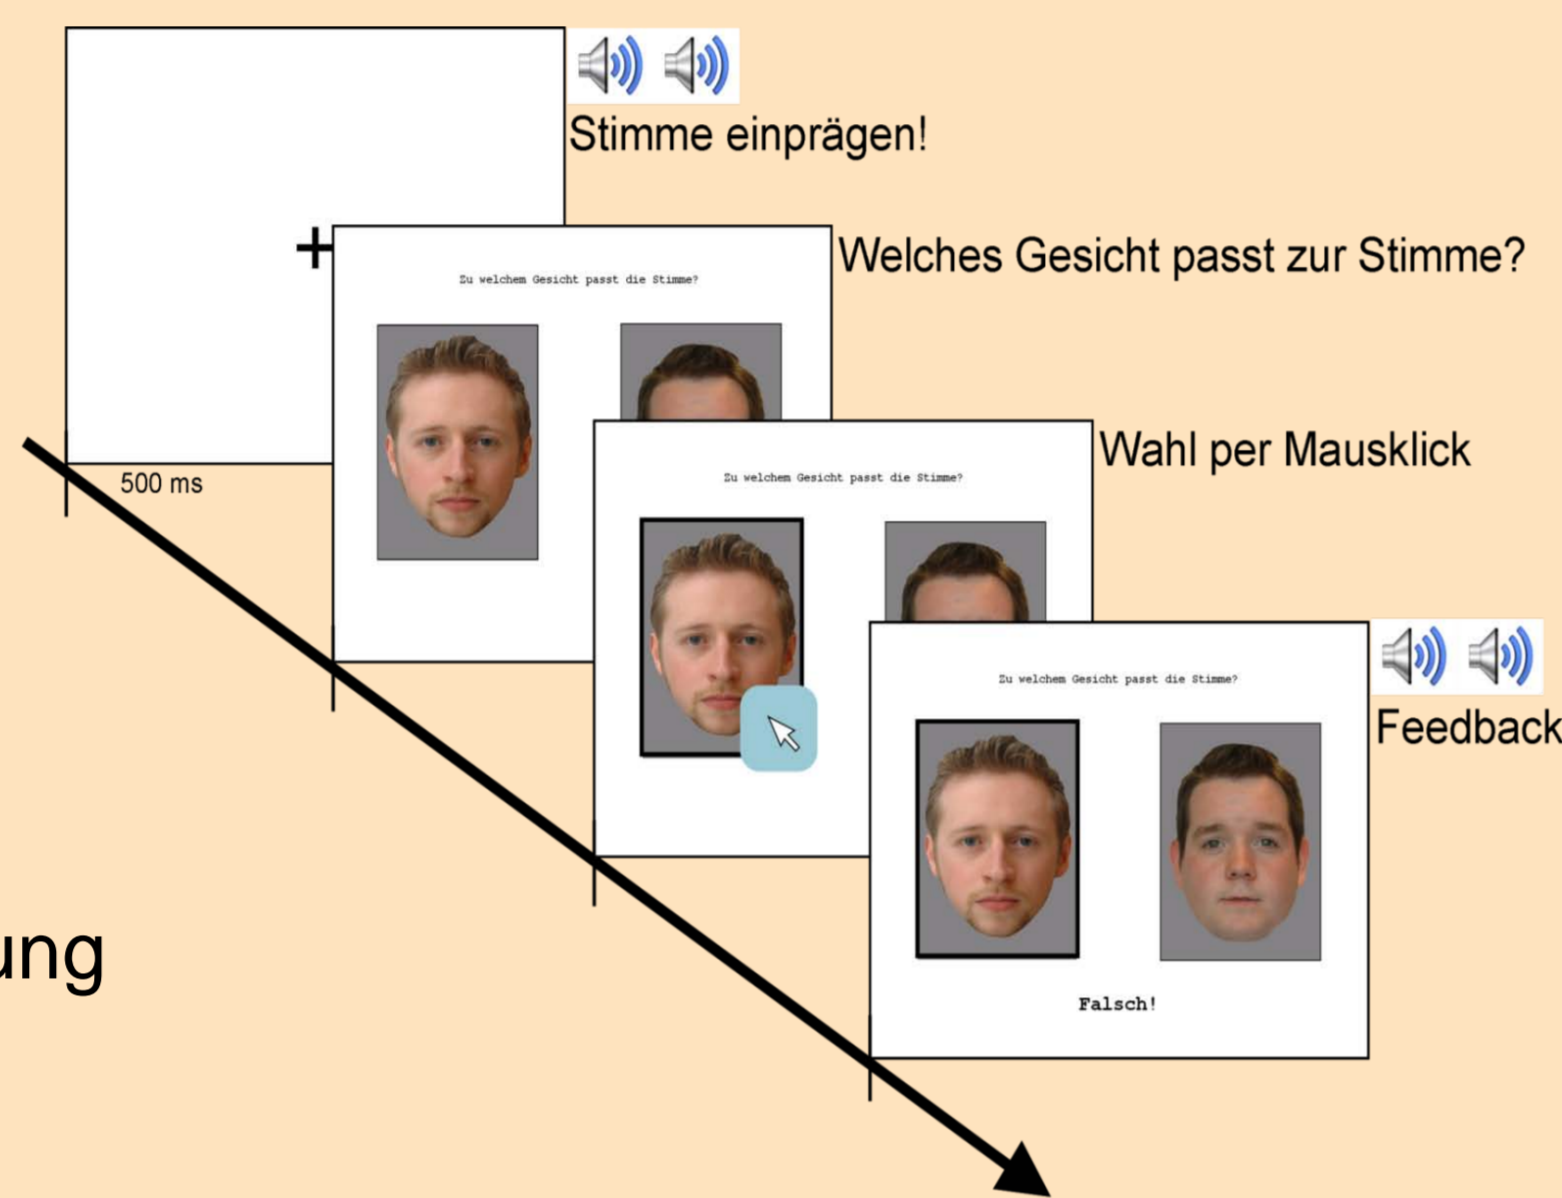 Stimme einprägen!
Welches Gesicht passt zur Stimme?
Zu welchem Gesicht passt die Stimme?
Wahl per Mausklick
Zu welchem Gesicht passt die Stimme?
500 ms
Zu welchem Gesicht passt die Stimme?
Feedback
ung
Falsch!